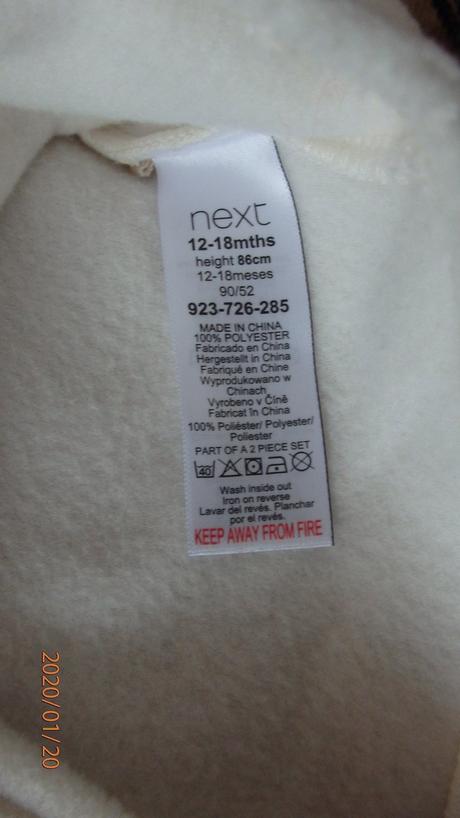 next
12-18mths
height 86cm
12-18meses
90/52
923-726-285
MADE IN CHINA
100% POLYESTER
Fabricado en China
Hergestellt in China
Fabriqué en Chine
Wyprodukowano w
Chinach
Vyrobeno v Číně
Fabricat în China
100% Poliéster/ Polyester/
Poliester
PART OF A 2 PIECE SET
40
Wash inside out
Iron on reverse
Lavar del revés. Planchar
por el revés.
KEEP AWAY FROM FIRE
2020/01/20